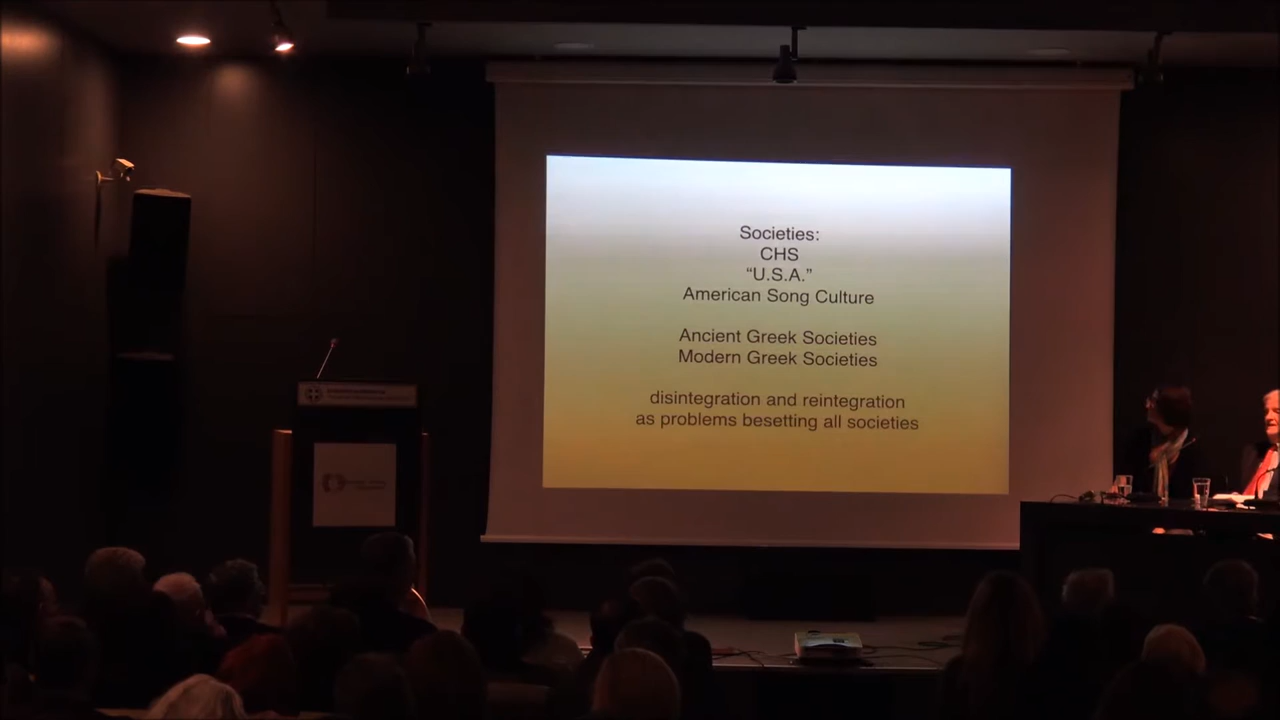 Societies:
CHS
“U.S.A.”
American Song Culture
Ancient Greek Societies
Modern Greek Societies
disintegration and reintegration
as problems besetting all societies